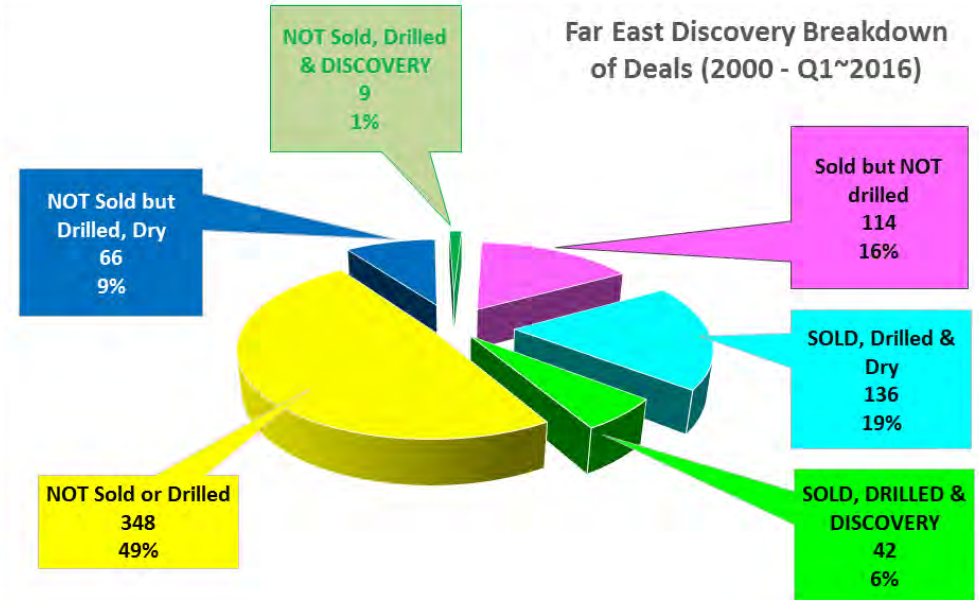 Far East Discovery Breakdown
of Deals (2000 - Q1~2016)
NOT Sold, Drilled
& DISCOVERY
9
1%
Sold but NOT
drilled
114
16%
NOT Sold but
Drilled, Dry
66
9%
SOLD, Drilled &
Dry
136
19%
NOT Sold or Drilled
348
49%
SOLD, DRILLED &
DISCOVERY
42
6%